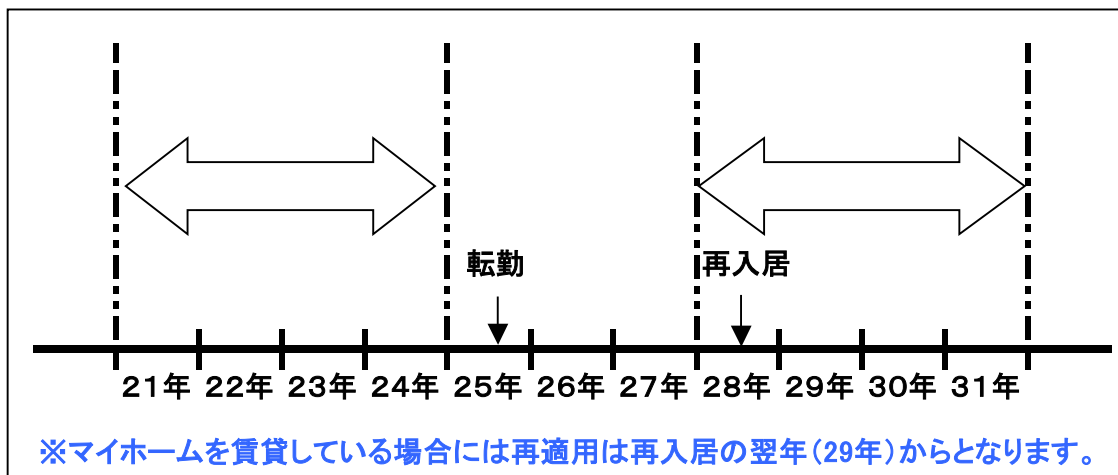 転勤
再入居
21年 22年 23年 24年 25年 26年 27年 28年 29年 30年 31年
※マイホームを賃貸している場合には再適用は再入居の翌年(29年)からとなります。